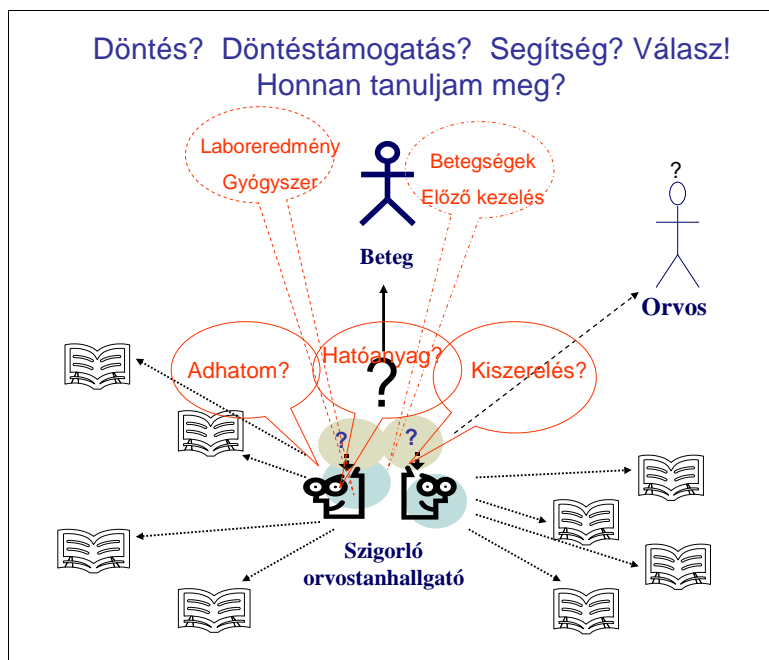 Döntés? Döntéstámogatás? Segítség? Válasz!
Honnan tanuljam meg?
Laboreredmény
Gyógyszer
Betegségek
Előző kezelés
?
Beteg
Orvos
Adhatom?
Hatóanyag?
Kiszerelés?
?
?
?
Szigorló
orvostanhallgató